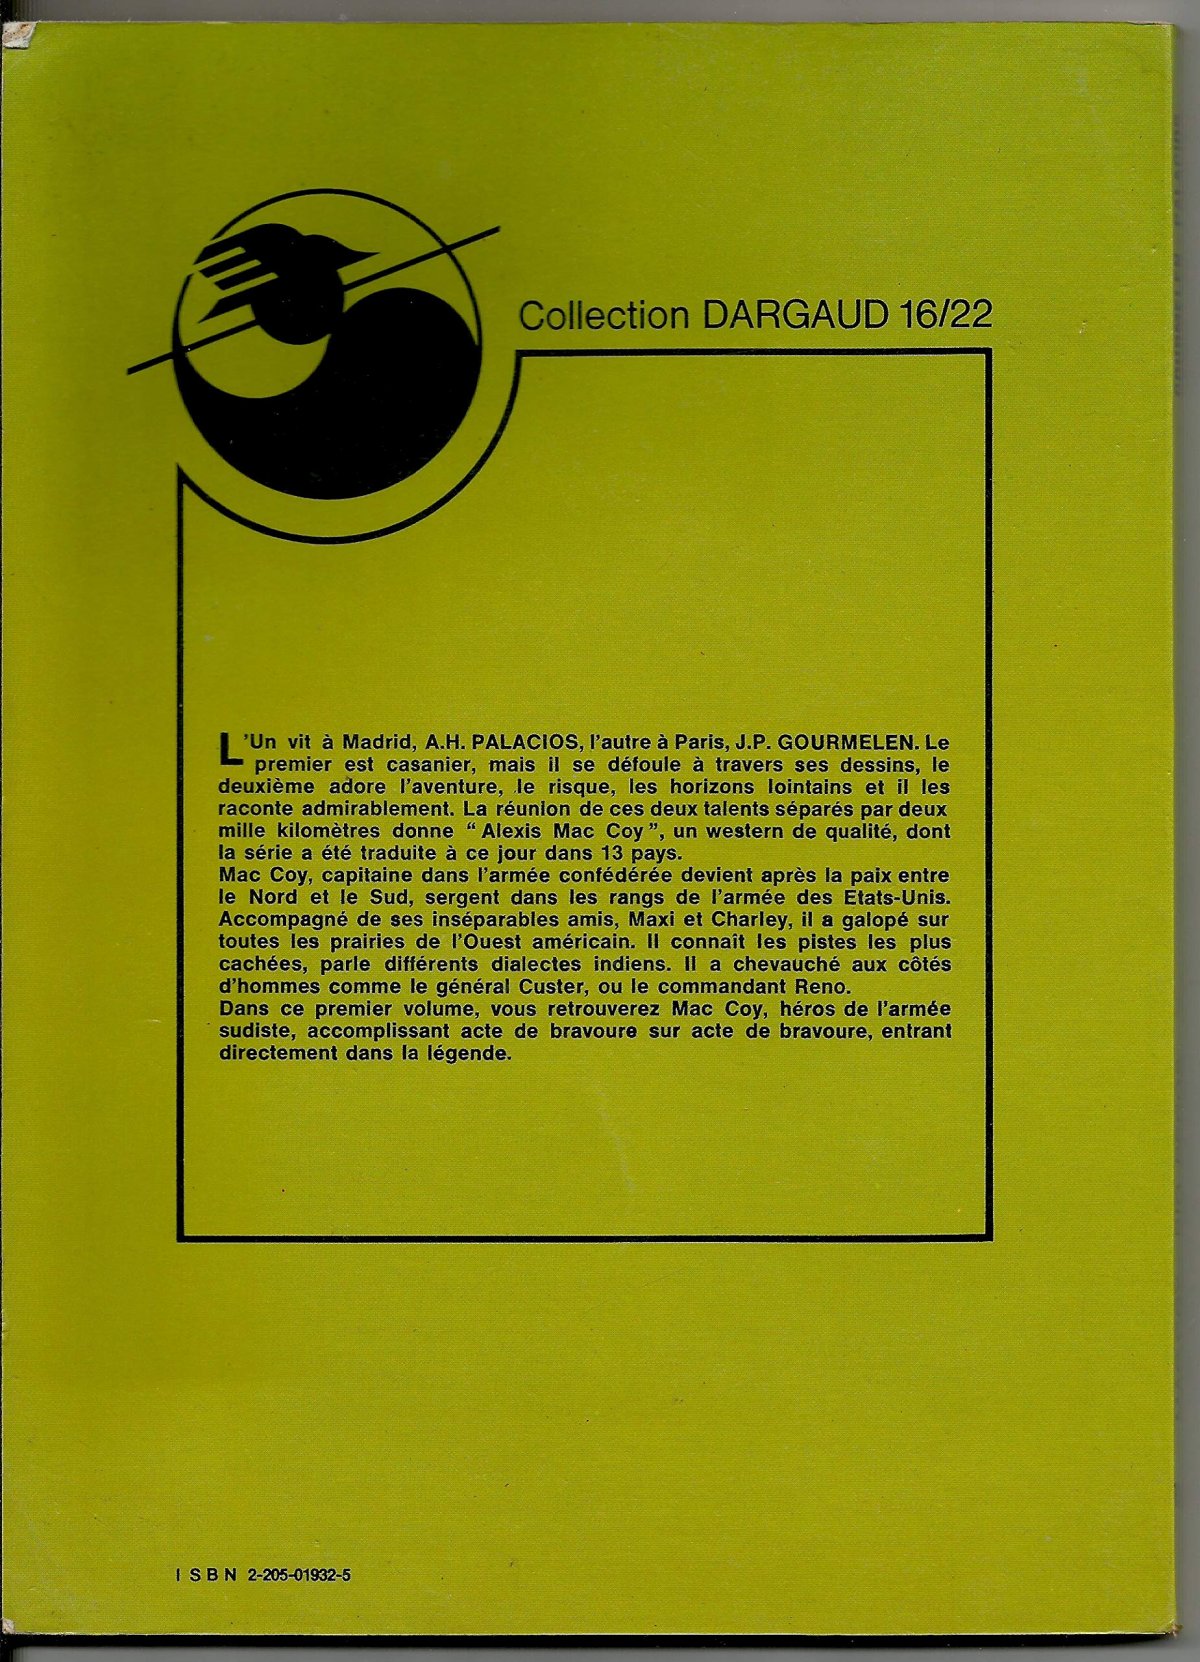 Collection DARGAUD 16/22
L'Un vit à Madrid, A.H. PALACIOS, l'autre à Paris, J.P. GOURMELEN. Le
premier est casanier, mais il se défoule à travers ses dessins, le
deuxième adore l'aventure, le risque, les horizons lointains et il les
raconte admirablement. La réunion de ces deux talents séparés par deux
mille kilomètres donne “Alexis Mac Coy”, un western de qualité, dont
la série a été traduite à ce jour dans 13 pays.
Mac Coy, capitaine dans l'armée confédérée devient après la paix entre
le Nord et le Sud, sergent dans les rangs de l'armée des Etats-Unis.
Accompagné de ses inséparables amis, Maxi et Charley, il a galopé sur
toutes les prairies de l'Ouest américain. Il connaît les pistes les plus
cachées, parle différents dialectes indiens. Il a chevauché aux côtés
d'hommes comme le général Custer, ou le commandant Reno.
Dans ce premier volume, vous retrouverez Mac Coy, héros de l'armée
sudiste, accomplissant acte de bravoure sur acte de bravoure, entrant
directement dans la légende.
ISBN 2-205-01932-5